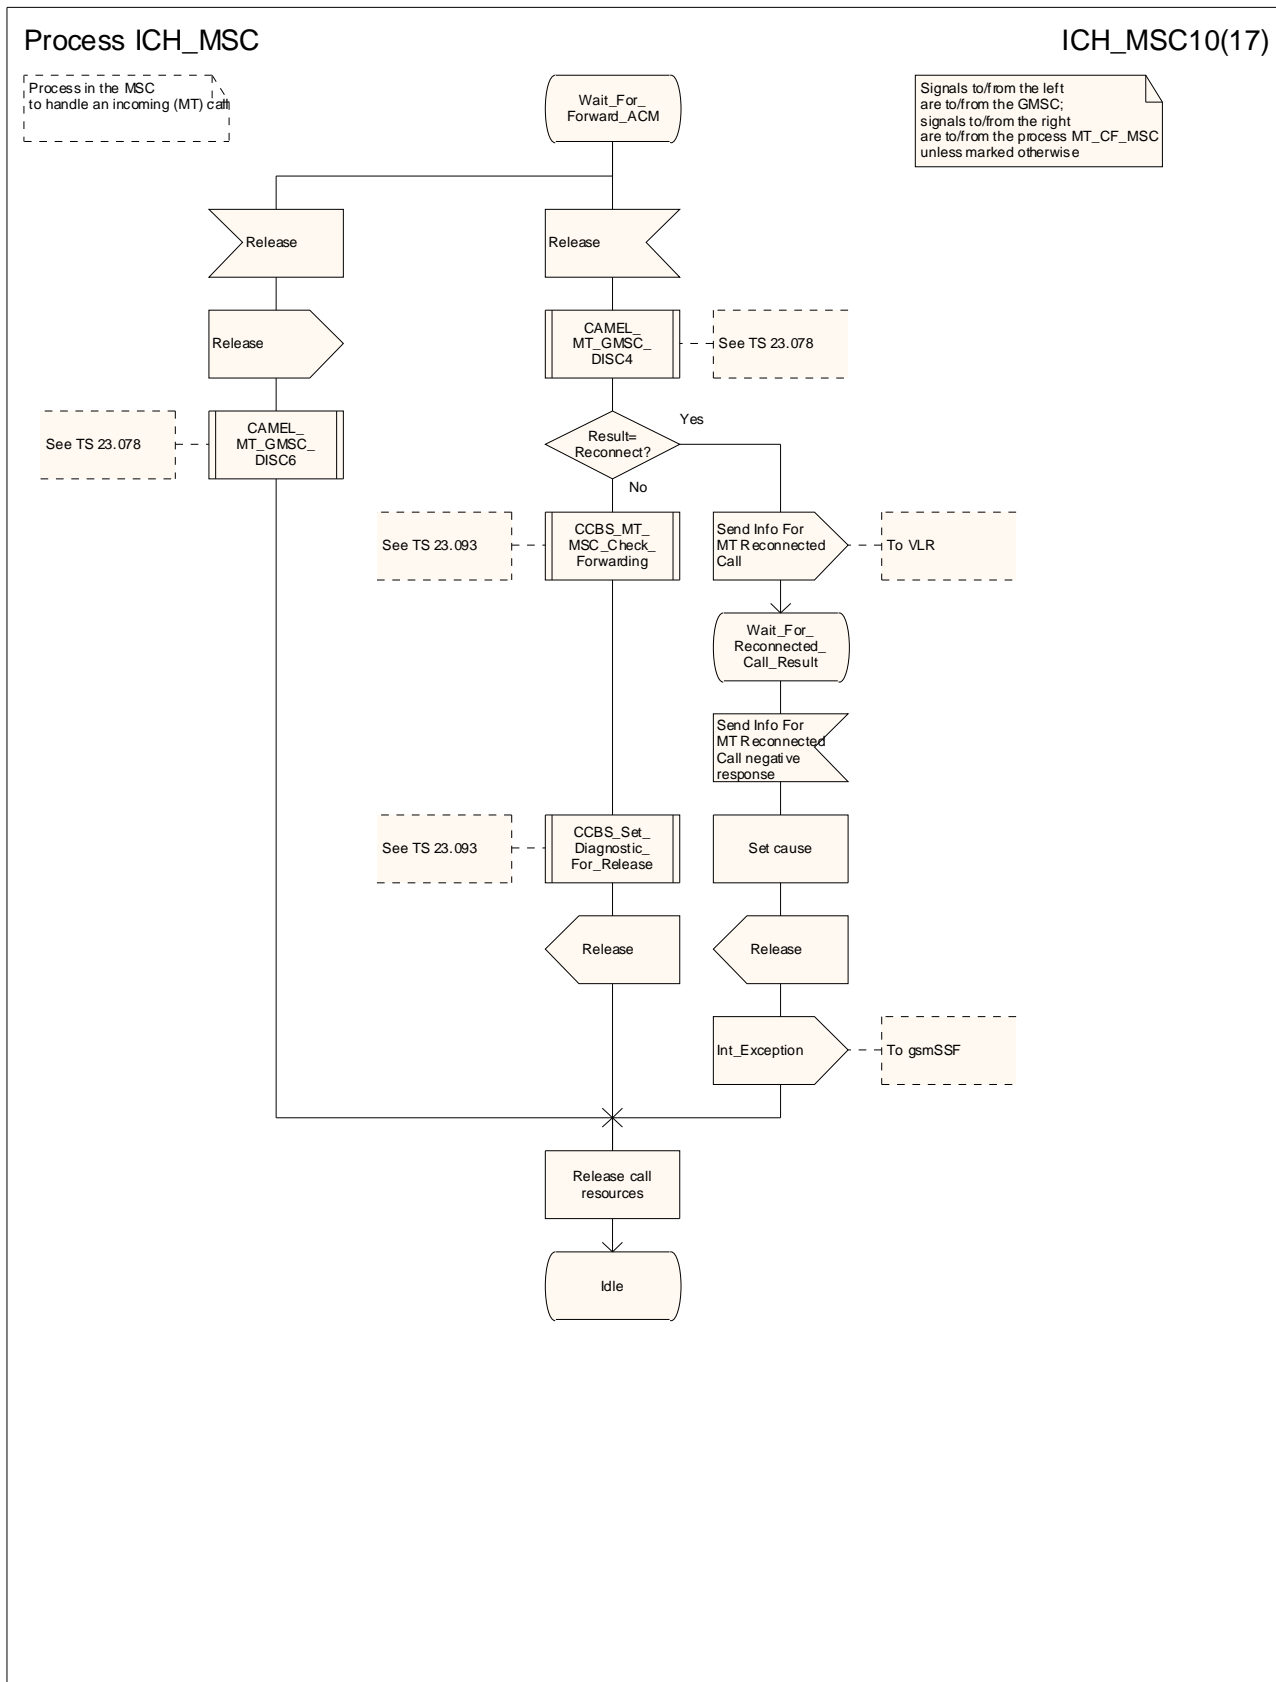 Process ICH_MSC
ICH_MSC10(17)
Process in the MSC
to handle an incoming (MT) call
Wait_For_
Forward_ACM
Signals to/from the left
are to/from the GMSC;
signals to/from the right
are to/from the process MT_CF_MSC
unless marked otherwise
Release
Release
Release
CAMEL_
MT_GMSC_
DISC4
See TS 23.078
See TS 23.078
CAMEL_
MT_GMSC_
DISC6
Result=
Reconnect?
Yes
No
See TS 23.093
CCBS_MT_
MSC_Check_
Forwarding
Send Info For
MT Reconnected
Call
To VLR
Wait_For_
Reconnected_
Call_Result
Send Info For
MT Reconnected
Call negative
response
See TS 23.093
CCBS_Set_
Diagnostic_
For_Release
Set cause
Release
Release
Int_Exception
To gsmSSF
Release call
resources
Idle